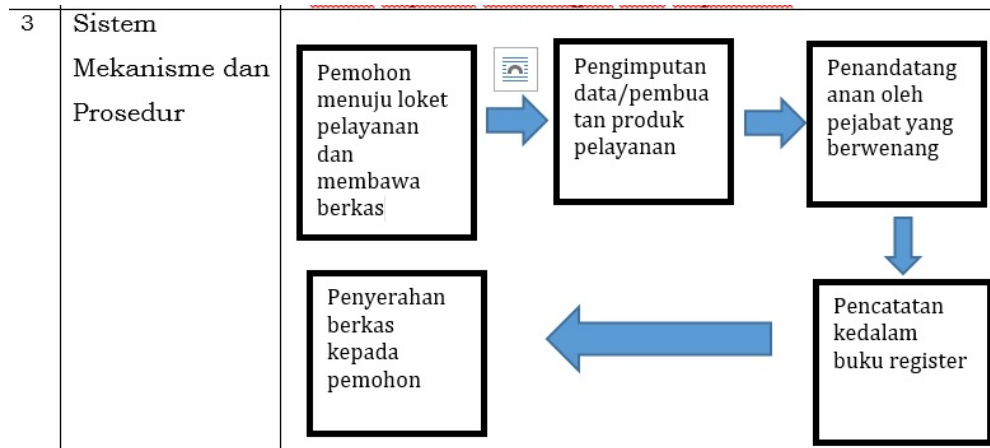 3
Sistem
Mekanisme dan
Prosedur
Pemohon
menuju loket
pelayanan
dan
membawa
berkas
Pengimputan
data/pembua
tan produk
pelayanan
Penandatang
anan oleh
pejabat yang
berwenang
Pencatatan
kedalam
buku register
Penyerahan
berkas
kepada
pemohon